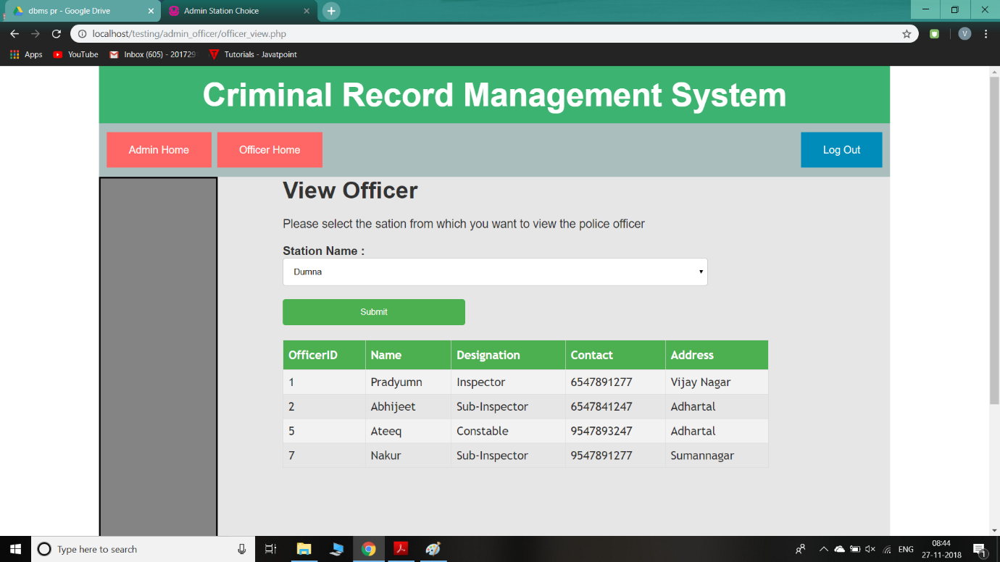 dbms pr - Google Drive
Admin Station Choice
localhost/testing/admin_officer/officer_view.php
V
Apps YouTube Inbox (605) - 201729 Tutorials - Javatpoint
Criminal Record Management System
Admin Home Officer Home Log Out
View Officer
Please select the sation from which you want to view the police officer
Station Name :
Dumna
Submit
OfficerID Name Designation Contact Address
1 Pradyumn Inspector 6547891277 Vijay Nagar
2 Abhijeet Sub-Inspector 6547841247 Adhartal
5 Ateeq Constable 9547893247 Adhartal
7 Nakur Sub-Inspector 9547891277 Sumannagar
Type here to search
ENG
08:44
27-11-2018
1